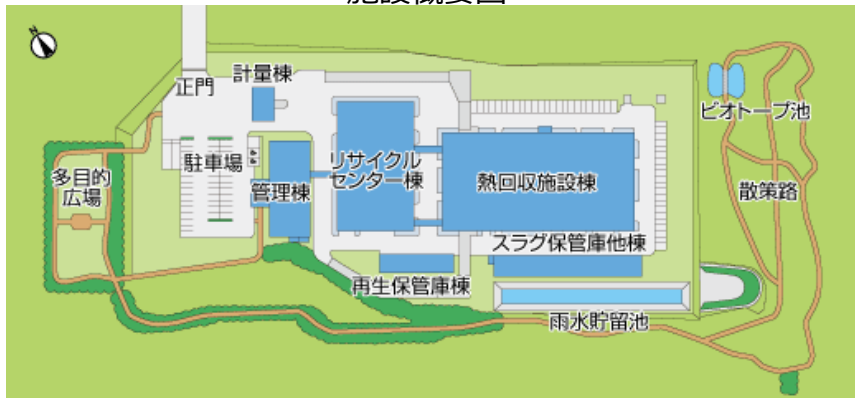 施設概要図
N
正門
計量棟
駐車場
管理棟
リサイクル
センター棟
熱回収施設棟
ビオトープ池
多目的
広場
散策路
スラグ保管庫他棟
再生保管庫棟
雨水貯留池